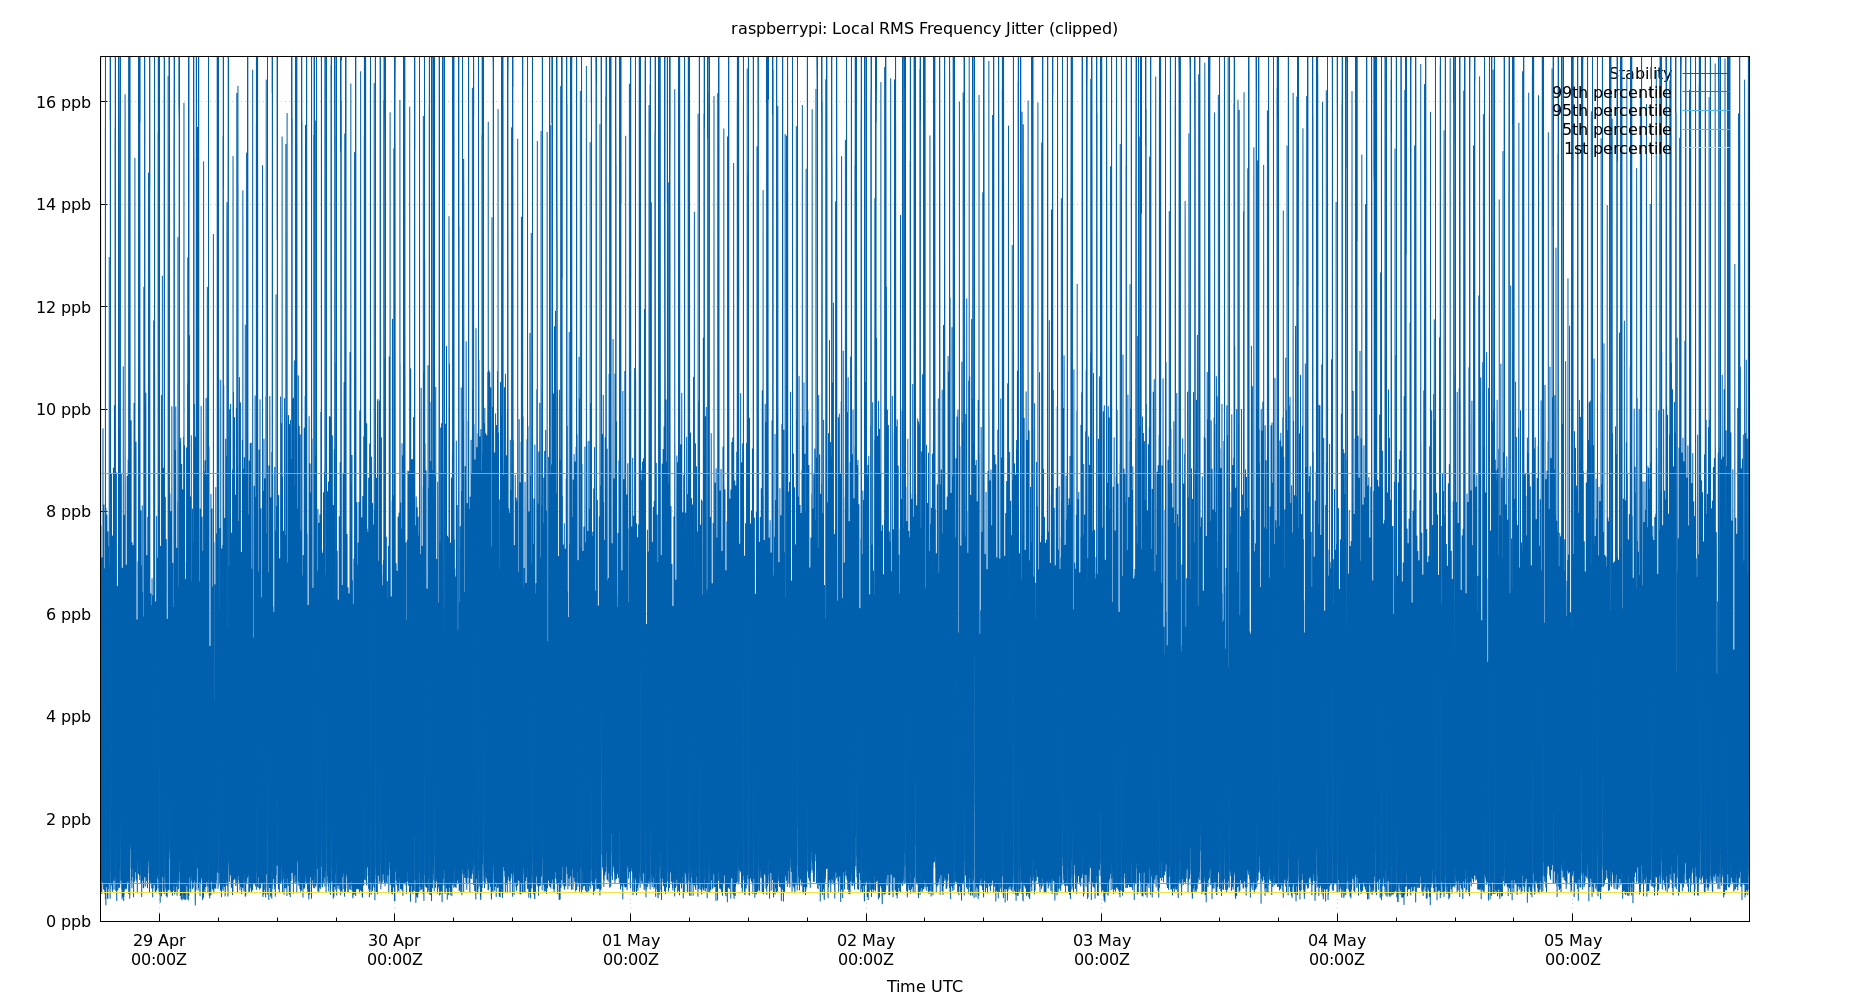 raspberrypi: Local RMS Frequency Jitter (clipped)
Stability
99th percentile
95th percentile
5th percentile
1st percentile
16 ppb
14 ppb
12 ppb
10 ppb
8 ppb
6 ppb
4 ppb
2 ppb
0 ppb
29 Apr 30 Apr 01 May 02 May 03 May 04 May 05 May
00:00Z 00:00Z 00:00Z 00:00Z 00:00Z 00:00Z 00:00Z
Time UTC